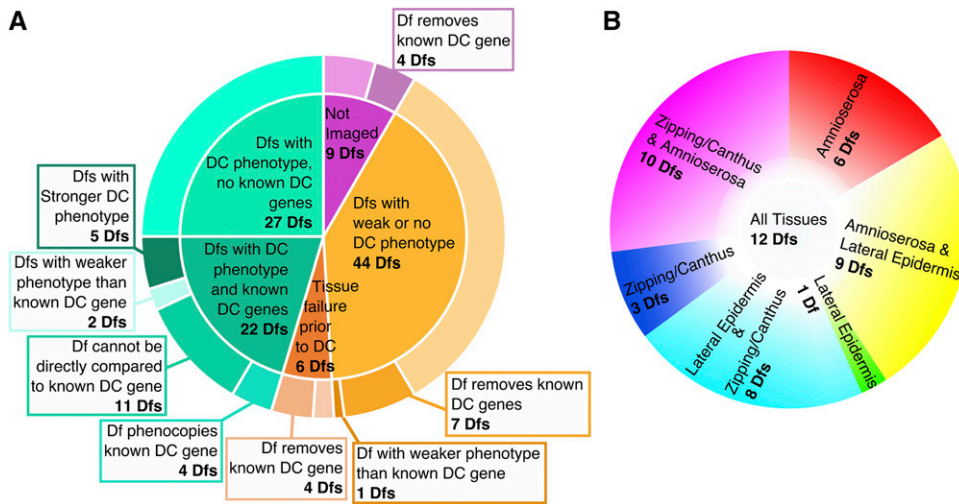 A
Df removes
known DC gene
4 Dfs
Not
Imaged
9 Dfs
Dfs with
DC phenotype,
no known DC
genes
27 Dfs
Dfs with
weak or no
DC phenotype
44 Dfs
Dfs with
Stronger DC
phenotype
5 Dfs
Dfs with DC
phenotype
and known
DC genes
22 Dfs
Dfs with weaker
phenotype than
known DC gene
2 Dfs
Tissue
failure
prior
to DC
6 Dfs
Df cannot be
directly compared
to known DC gene
11 Dfs
Df removes known
DC genes
7 Dfs
Df phenocopies
known DC gene
4 Dfs
Df removes
known DC gene
4 Dfs
Df with weaker phenotype
than known DC gene
1 Dfs
B
Zipping/Canthus
& Amnioserosa
10 Dfs
Amnioserosa
6 Dfs
All Tissues
12 Dfs
Amnioserosa &
Lateral Epidermis
9 Dfs
Zipping/Canthus
3 Dfs
Lateral Epidermis
&
Zipping/Canthus
8 Dfs
Lateral Epidermis
1 Df